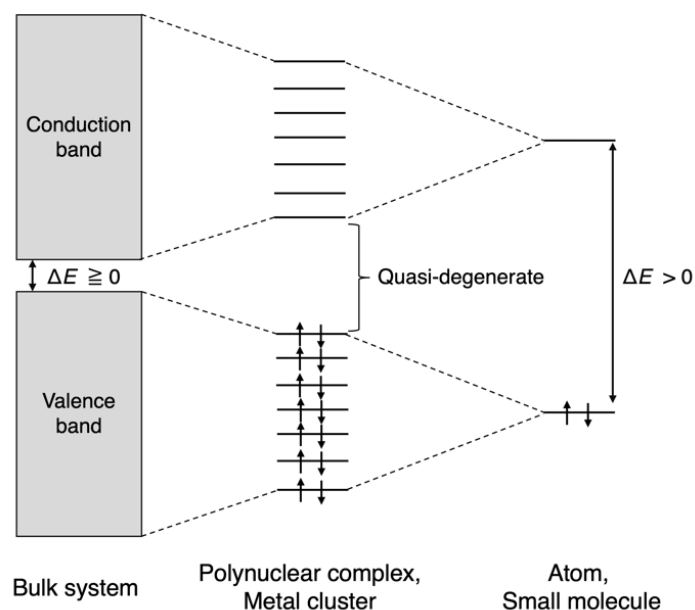 Conduction
band
ΔE ≧ 0
Quasi-degenerate
ΔE > 0
Valence
band
Bulk system
Polynuclear complex,
Metal cluster
Atom,
Small molecule